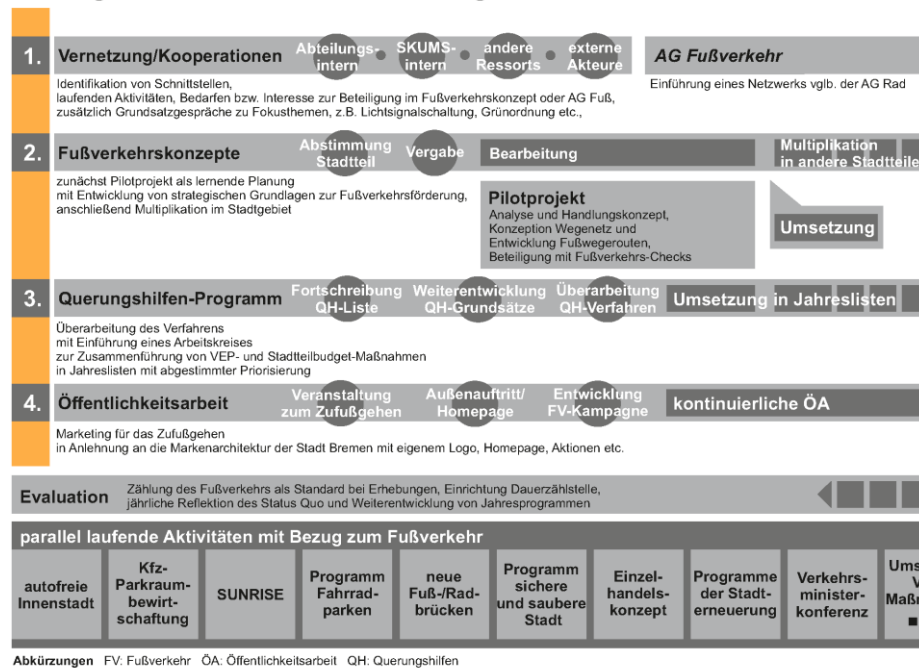 1. Vernetzung/Kooperationen
Abteilungs-
intern
SKUMS-
intern
andere
Ressorts
externe
Akteure
AG Fußverkehr
Identifikation von Schnittstellen,
laufenden Aktivitäten, Bedarfen bzw. Interesse zur Beteiligung im Fußverkehrskonzept oder AG Fuß,
zusätzlich Grundsatzgespräche zu Fokusthemen, z.B. Lichtsignalschaltung, Grünordnung etc.,
Einführung eines Netzwerks vglb. der AG Rad
2. Fußverkehrskonzepte
Abstimmung
Stadtteil
Vergabe
Bearbeitung
Multiplikation
in andere Stadtteile
zunächst Pilotprojekt als lernende Planung
mit Entwicklung von strategischen Grundlagen zur Fußverkehrsförderung,
anschließend Multiplikation im Stadtgebiet
Pilotprojekt
Analyse und Handlungskonzept,
Konzeption Wegenetz und
Entwicklung Fußwegerouten,
Beteiligung mit Fußverkehrs-Checks
Umsetzung
3. Querungshilfen-Programm
Fortschreibung
QH-Liste
Weiterentwicklung
QH-Grundsätze
Überarbeitung
QH-Verfahren
Umsetzung in Jahreslisten
Überarbeitung des Verfahrens
mit Einführung eines Arbeitskreises
zur Zusammenführung von VEP- und Stadtteilbudget-Maßnahmen
in Jahreslisten mit abgestimmter Priorisierung
4. Öffentlichkeitsarbeit
Veranstaltung
zum Zufußgehen
Außenauftritt/
Homepage
Entwicklung
FV-Kampagne
kontinuierliche ÖA
Marketing für das Zufußgehen
in Anlehnung an die Markenarchitektur der Stadt Bremen mit eigenem Logo, Homepage, Aktionen etc.
Evaluation
Zählung des Fußverkehrs als Standard bei Erhebungen, Einrichtung Dauerzählstelle,
jährliche Reflektion des Status Quo und Weiterentwicklung von Jahresprogrammen
parallel laufende Aktivitäten mit Bezug zum Fußverkehr
autofreie
Innenstadt
Kfz-
Parkraum-
bewirt-
schaftung
SUNRISE
Programm
Fahrrad-
parken
neue
Fuß-/Rad-
brücken
Programm
sichere
und saubere
Stadt
Einzel-
handels-
konzept
Programme
der Stadt-
erneuerung
Verkehrs-
minister-
konferenz
Abkürzungen FV: Fußverkehr ÖA: Öffentlichkeitsarbeit QH: Querungshilfen